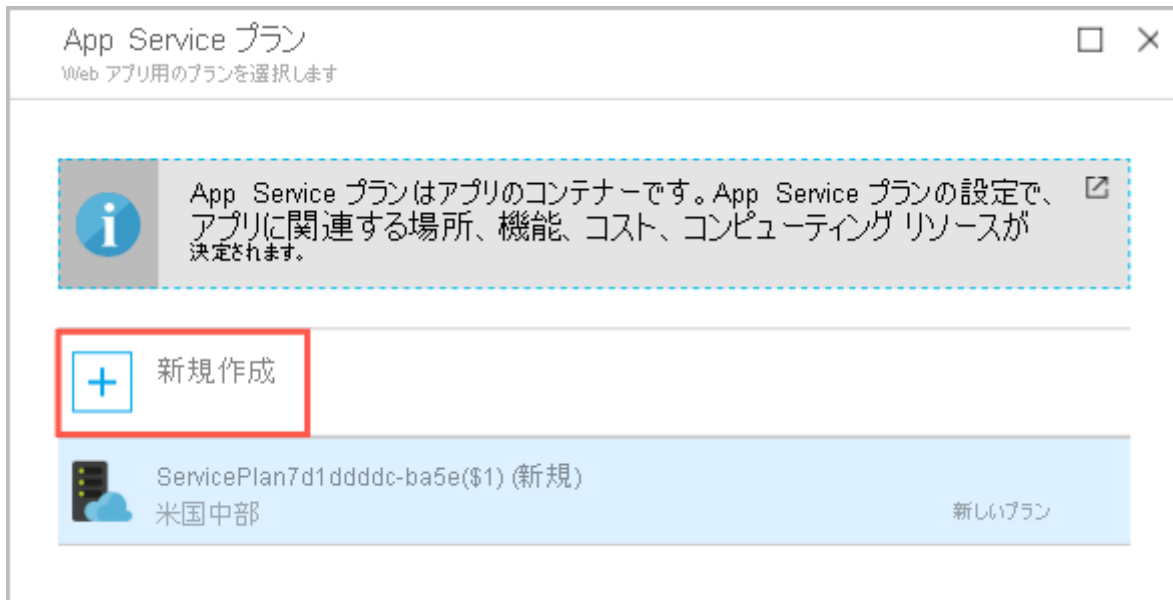 App Service プラン
Web アプリ用のプランを選択します
App Service プランはアプリのコンテナーです。App Service プランの設定で、
アプリに関連する場所、機能、コスト、コンピューティング リソースが
決定されます。
新規作成
ServicePlan7d1ddddc-ba5e($1) (新規)
米国中部
新しいプラン